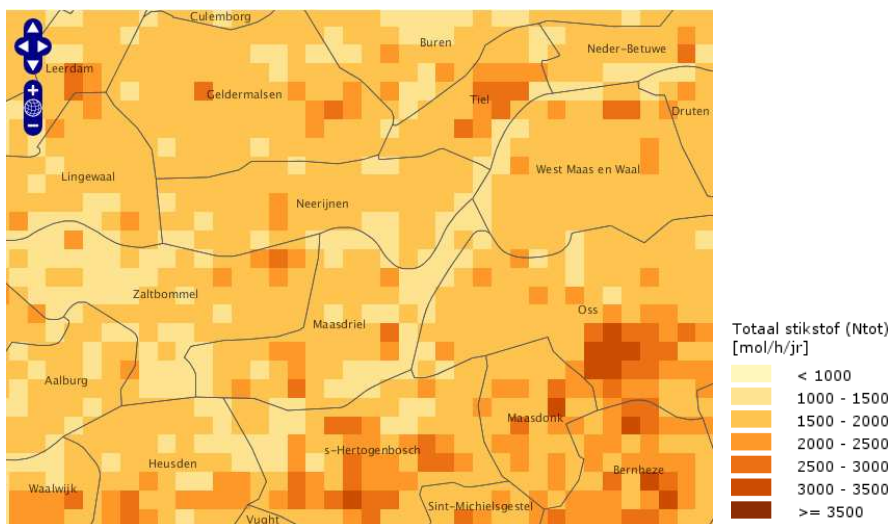 Culemborg
Buren
Neder-Betuwe
Leerdam
Geldermalsen
Tiel
Druten
Lingewaal
West Maas en Waal
Neerijnen
Zaltbommel
Oss
Maasdriel
Aalburg
Maasdonk
s-Hertogenbosch
Heusden
Bernheze
Waalwijk
Sint-Michielsgestel
Vught
Totaal stikstof (Ntot)
[mol/h/jr]
< 1000
1000 - 1500
1500 - 2000
2000 - 2500
2500 - 3000
3000 - 3500
>= 3500